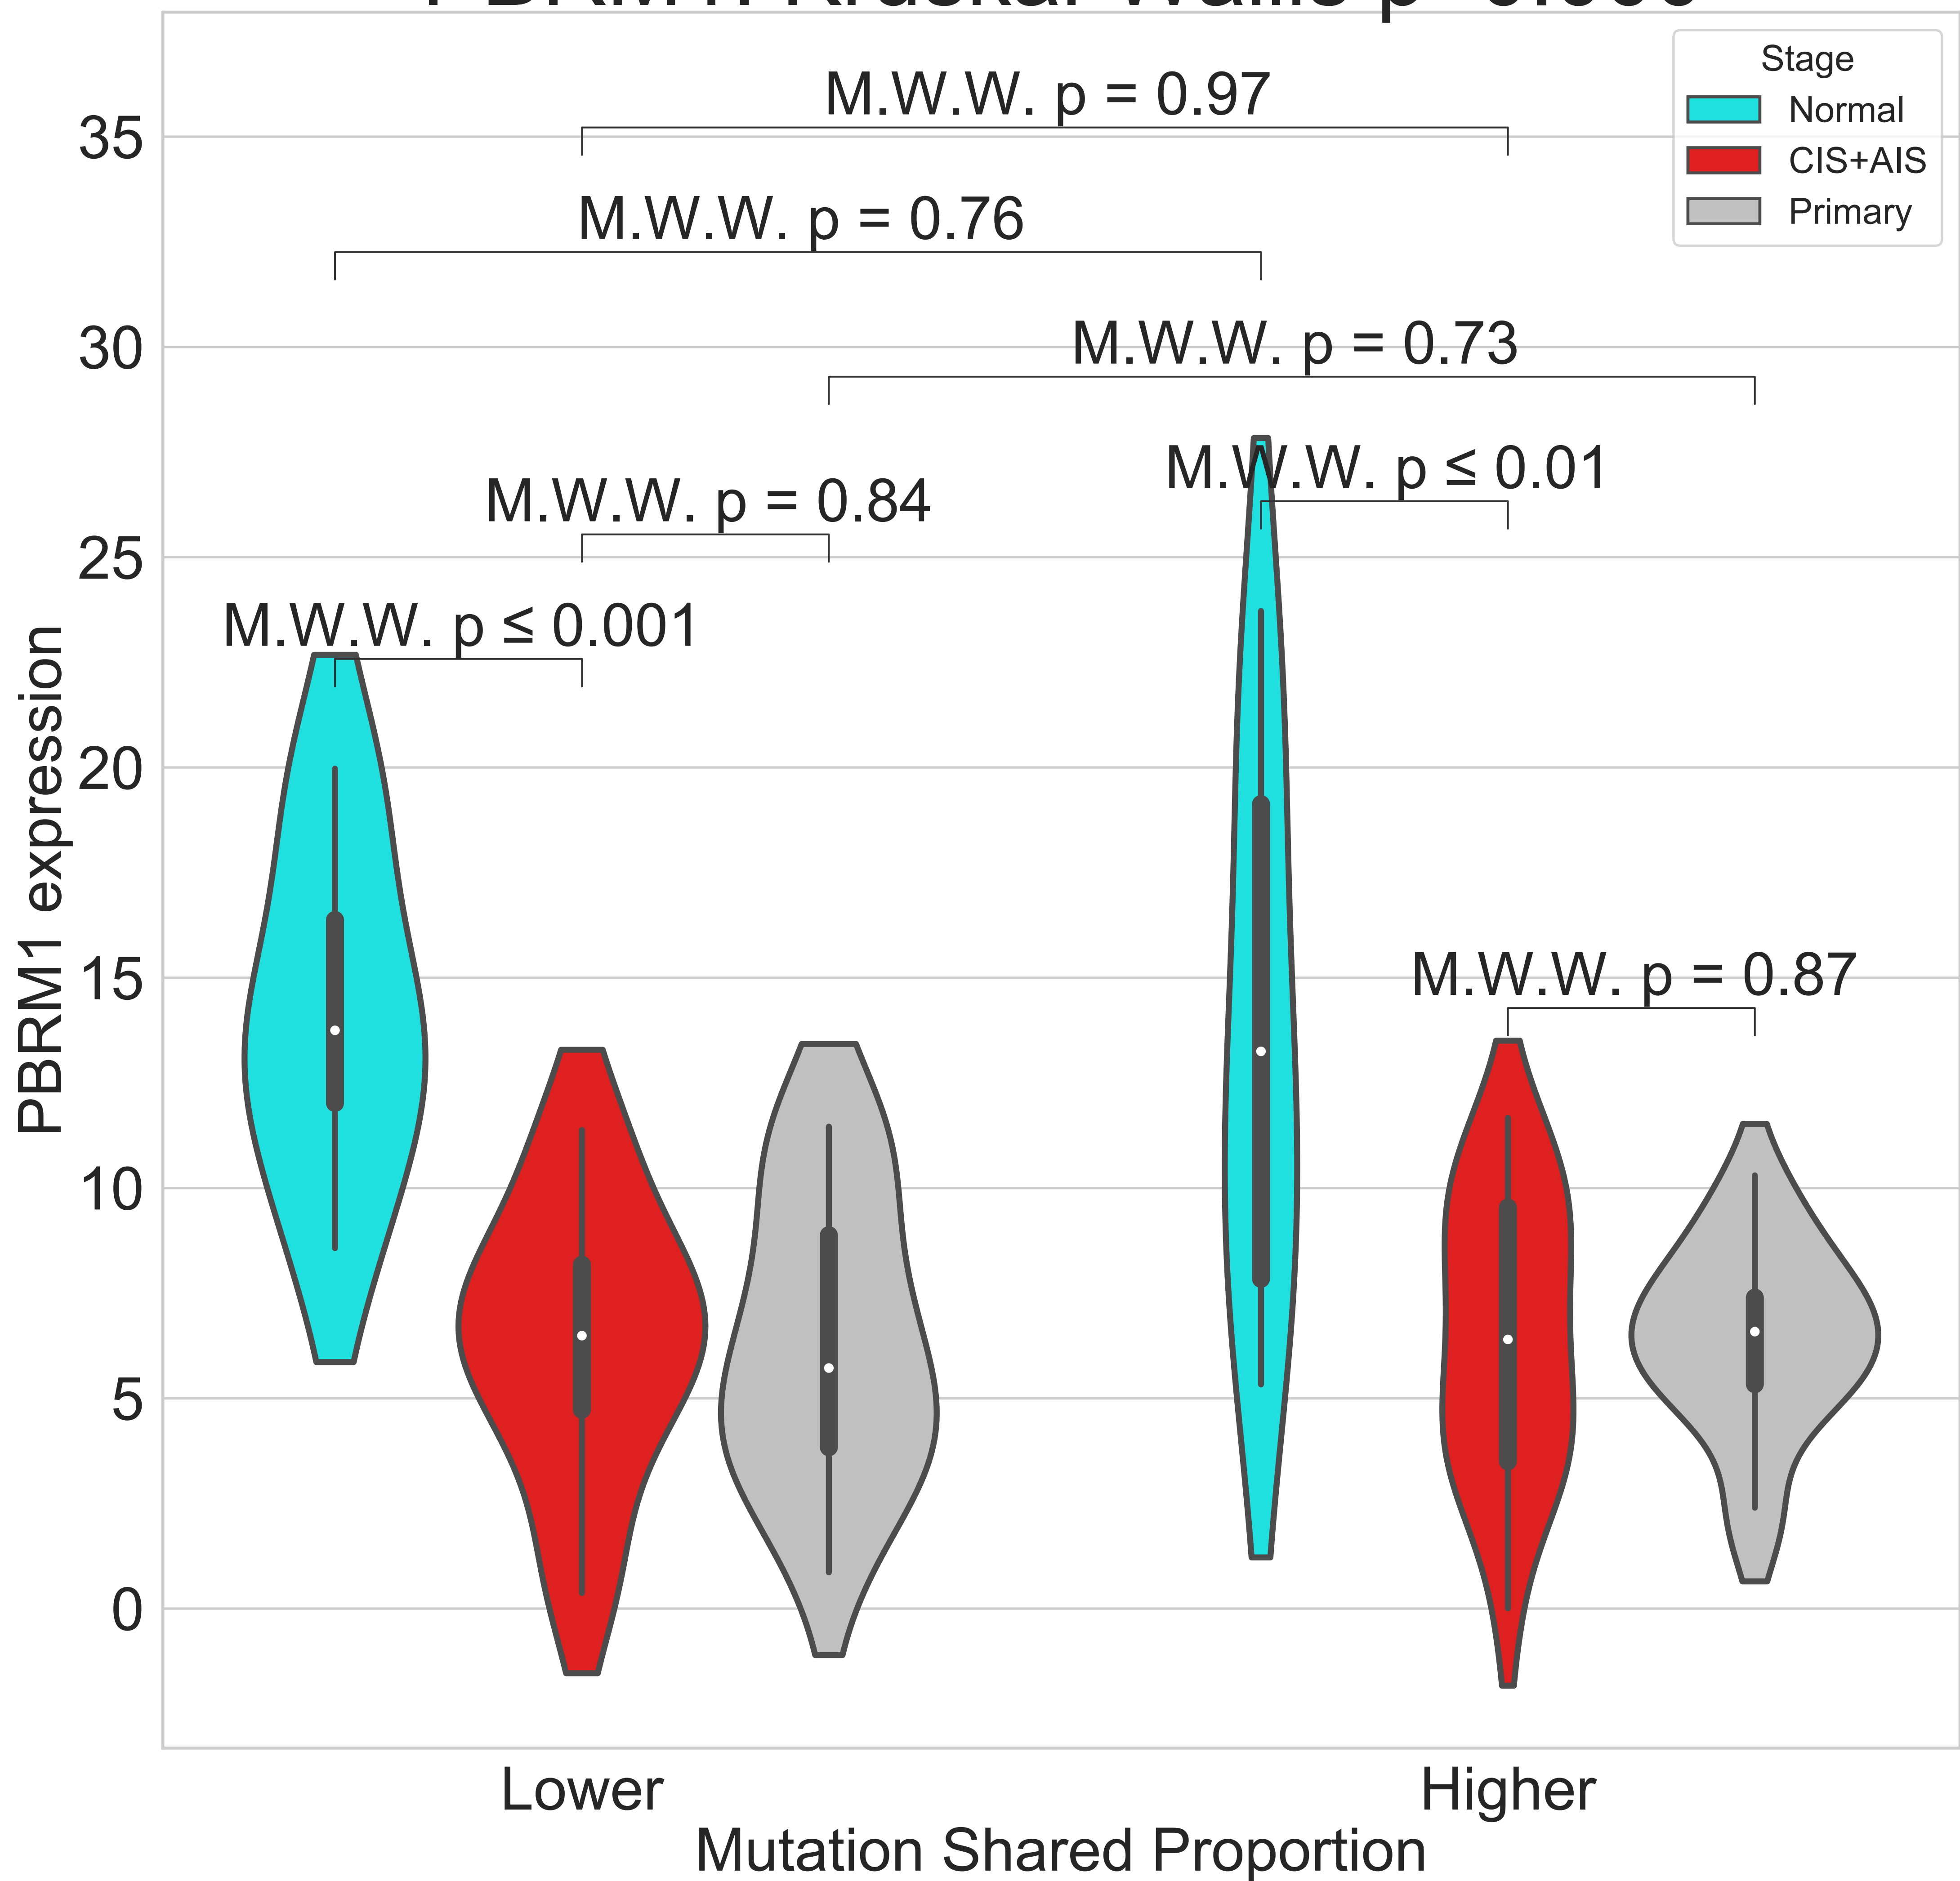 Stage
Normal
CIS+AIS
Primary
M.W.W. p = 0.97
M.W.W. p = 0.76
M.W.W. p = 0.73
M.W.W. p ≤ 0.01
M.W.W. p = 0.84
M.W.W. p ≤ 0.001
M.W.W. p = 0.87
35
30
25
20
15
10
5
0
PBRM1 expression
Lower
Higher
Mutation Shared Proportion